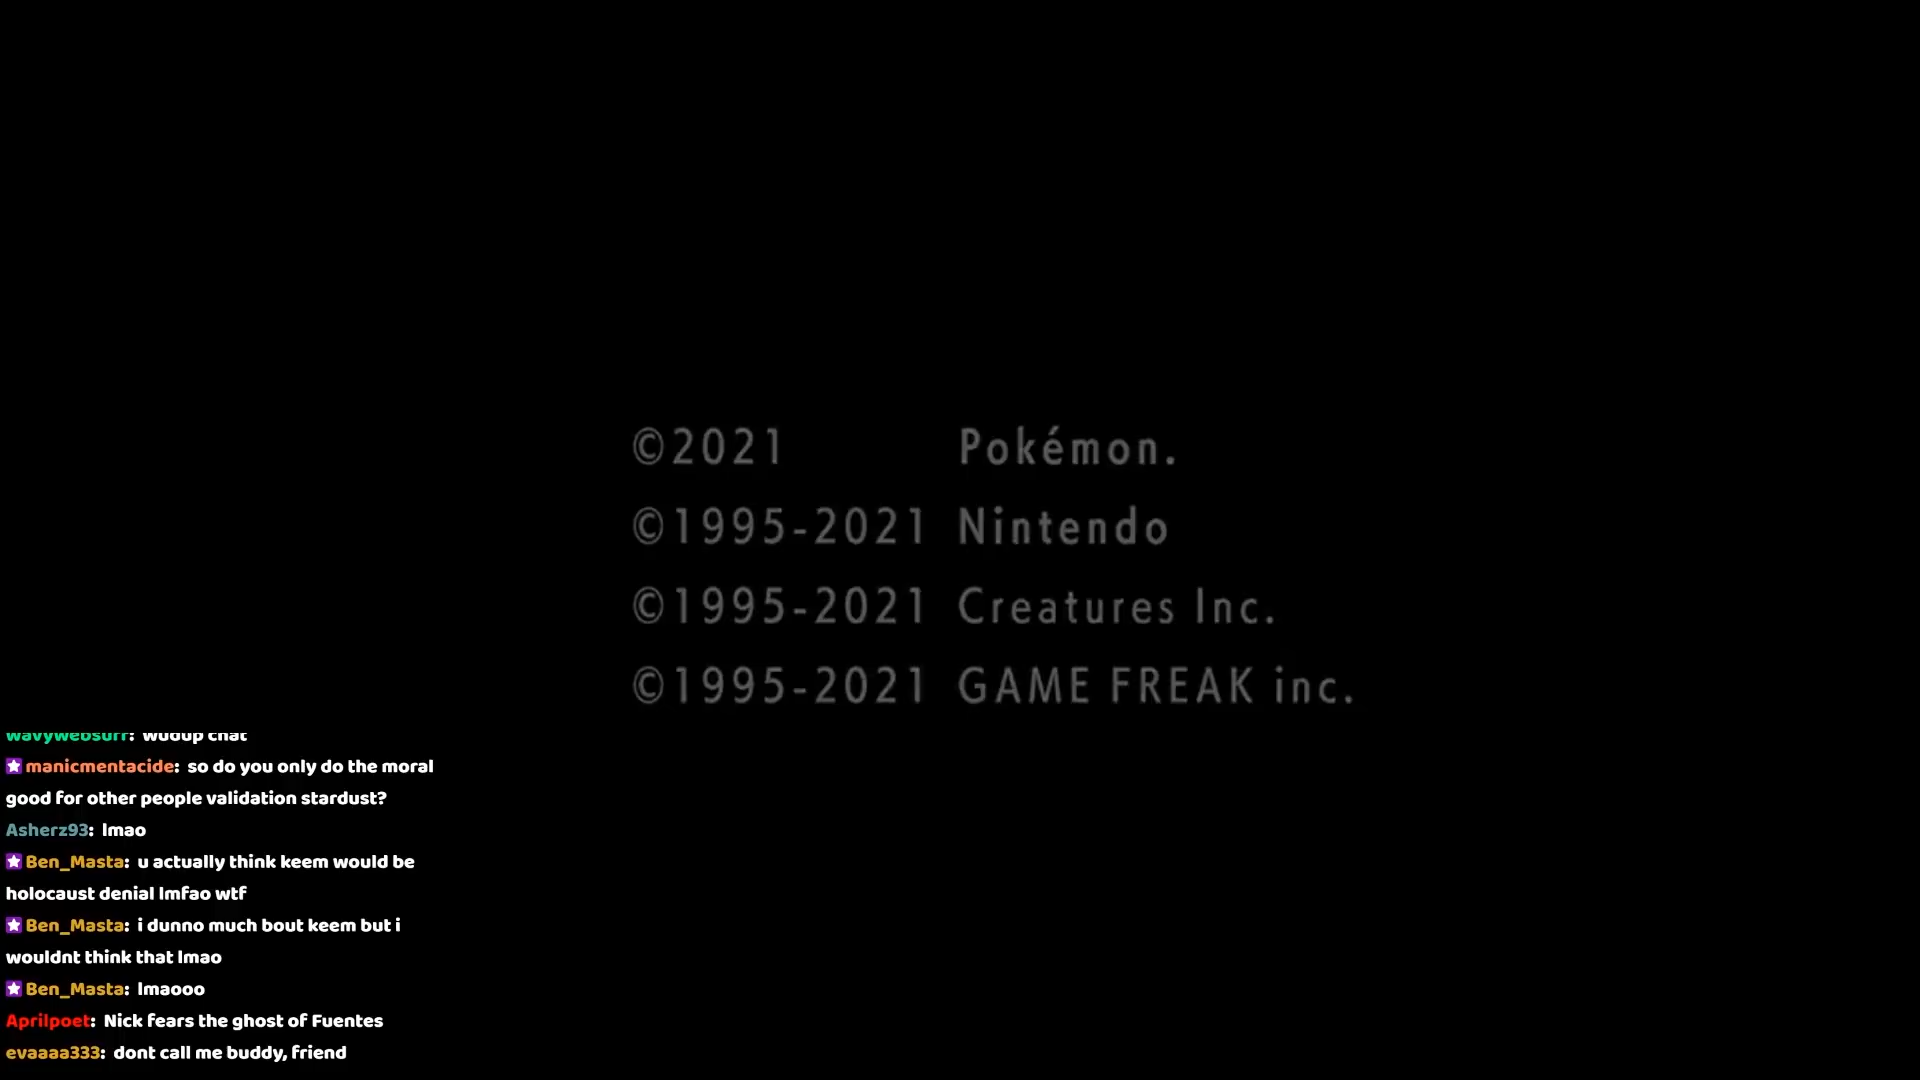 ©2021 Pokémon.
©1995-2021 Nintendo
©1995-2021 Creatures Inc.
©1995-2021 GAME FREAK inc.
wavywebsurf: wuddup chat
manicmentacide: so do you only do the moral
good for other people validation stardust?
Asherz93: lmao
Ben_Masta: u actually think keem would be
holocaust denial lmfao wtf
Ben_Masta: i dunno much bout keem but i
wouldnt think that lmao
Ben_Masta: lmaooo
Aprilpoet: Nick fears the ghost of Fuentes
evaaaa333: dont call me buddy, friend